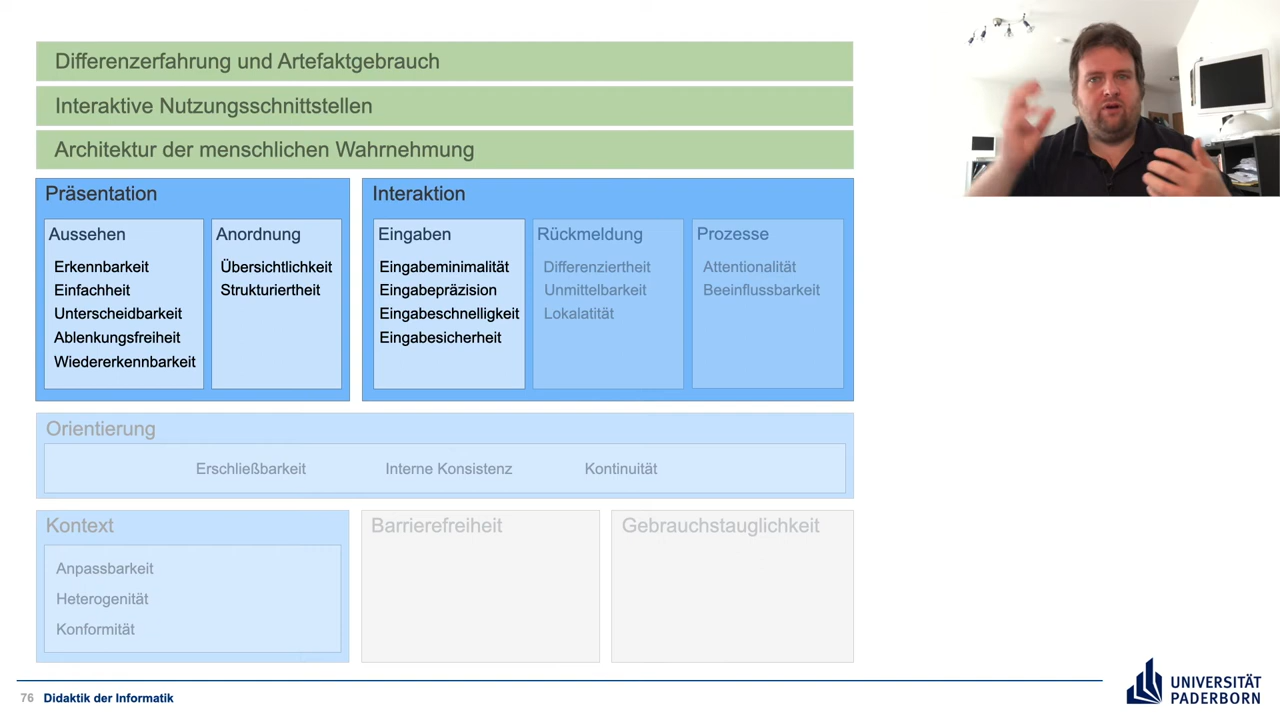 Differenzerfahrung und Artefaktgebrauch
Interaktive Nutzungsschnittstellen
Architektur der menschlichen Wahrnehmung
Präsentation
Aussehen
Erkennbarkeit
Einfachheit
Unterscheidbarkeit
Ablenkungsfreiheit
Wiedererkennbarkeit
Anordnung
Übersichtlichkeit
Strukturiertheit
Interaktion
Eingaben
Eingabeminimalität
Eingabepräzision
Eingabeschnelligkeit
Eingabesicherheit
Rückmeldung
Differenziertheit
Unmittelbarkeit
Lokalatität
Prozesse
Attentionalität
Beeinflussbarkeit
Orientierung
Erschließbarkeit
Interne Konsistenz
Kontinuität
Kontext
Anpassbarkeit
Heterogenität
Konformität
Barrierefreiheit
Gebrauchstauglichkeit
76 Didaktik der Informatik
UNIVERSITÄT
PADERBORN